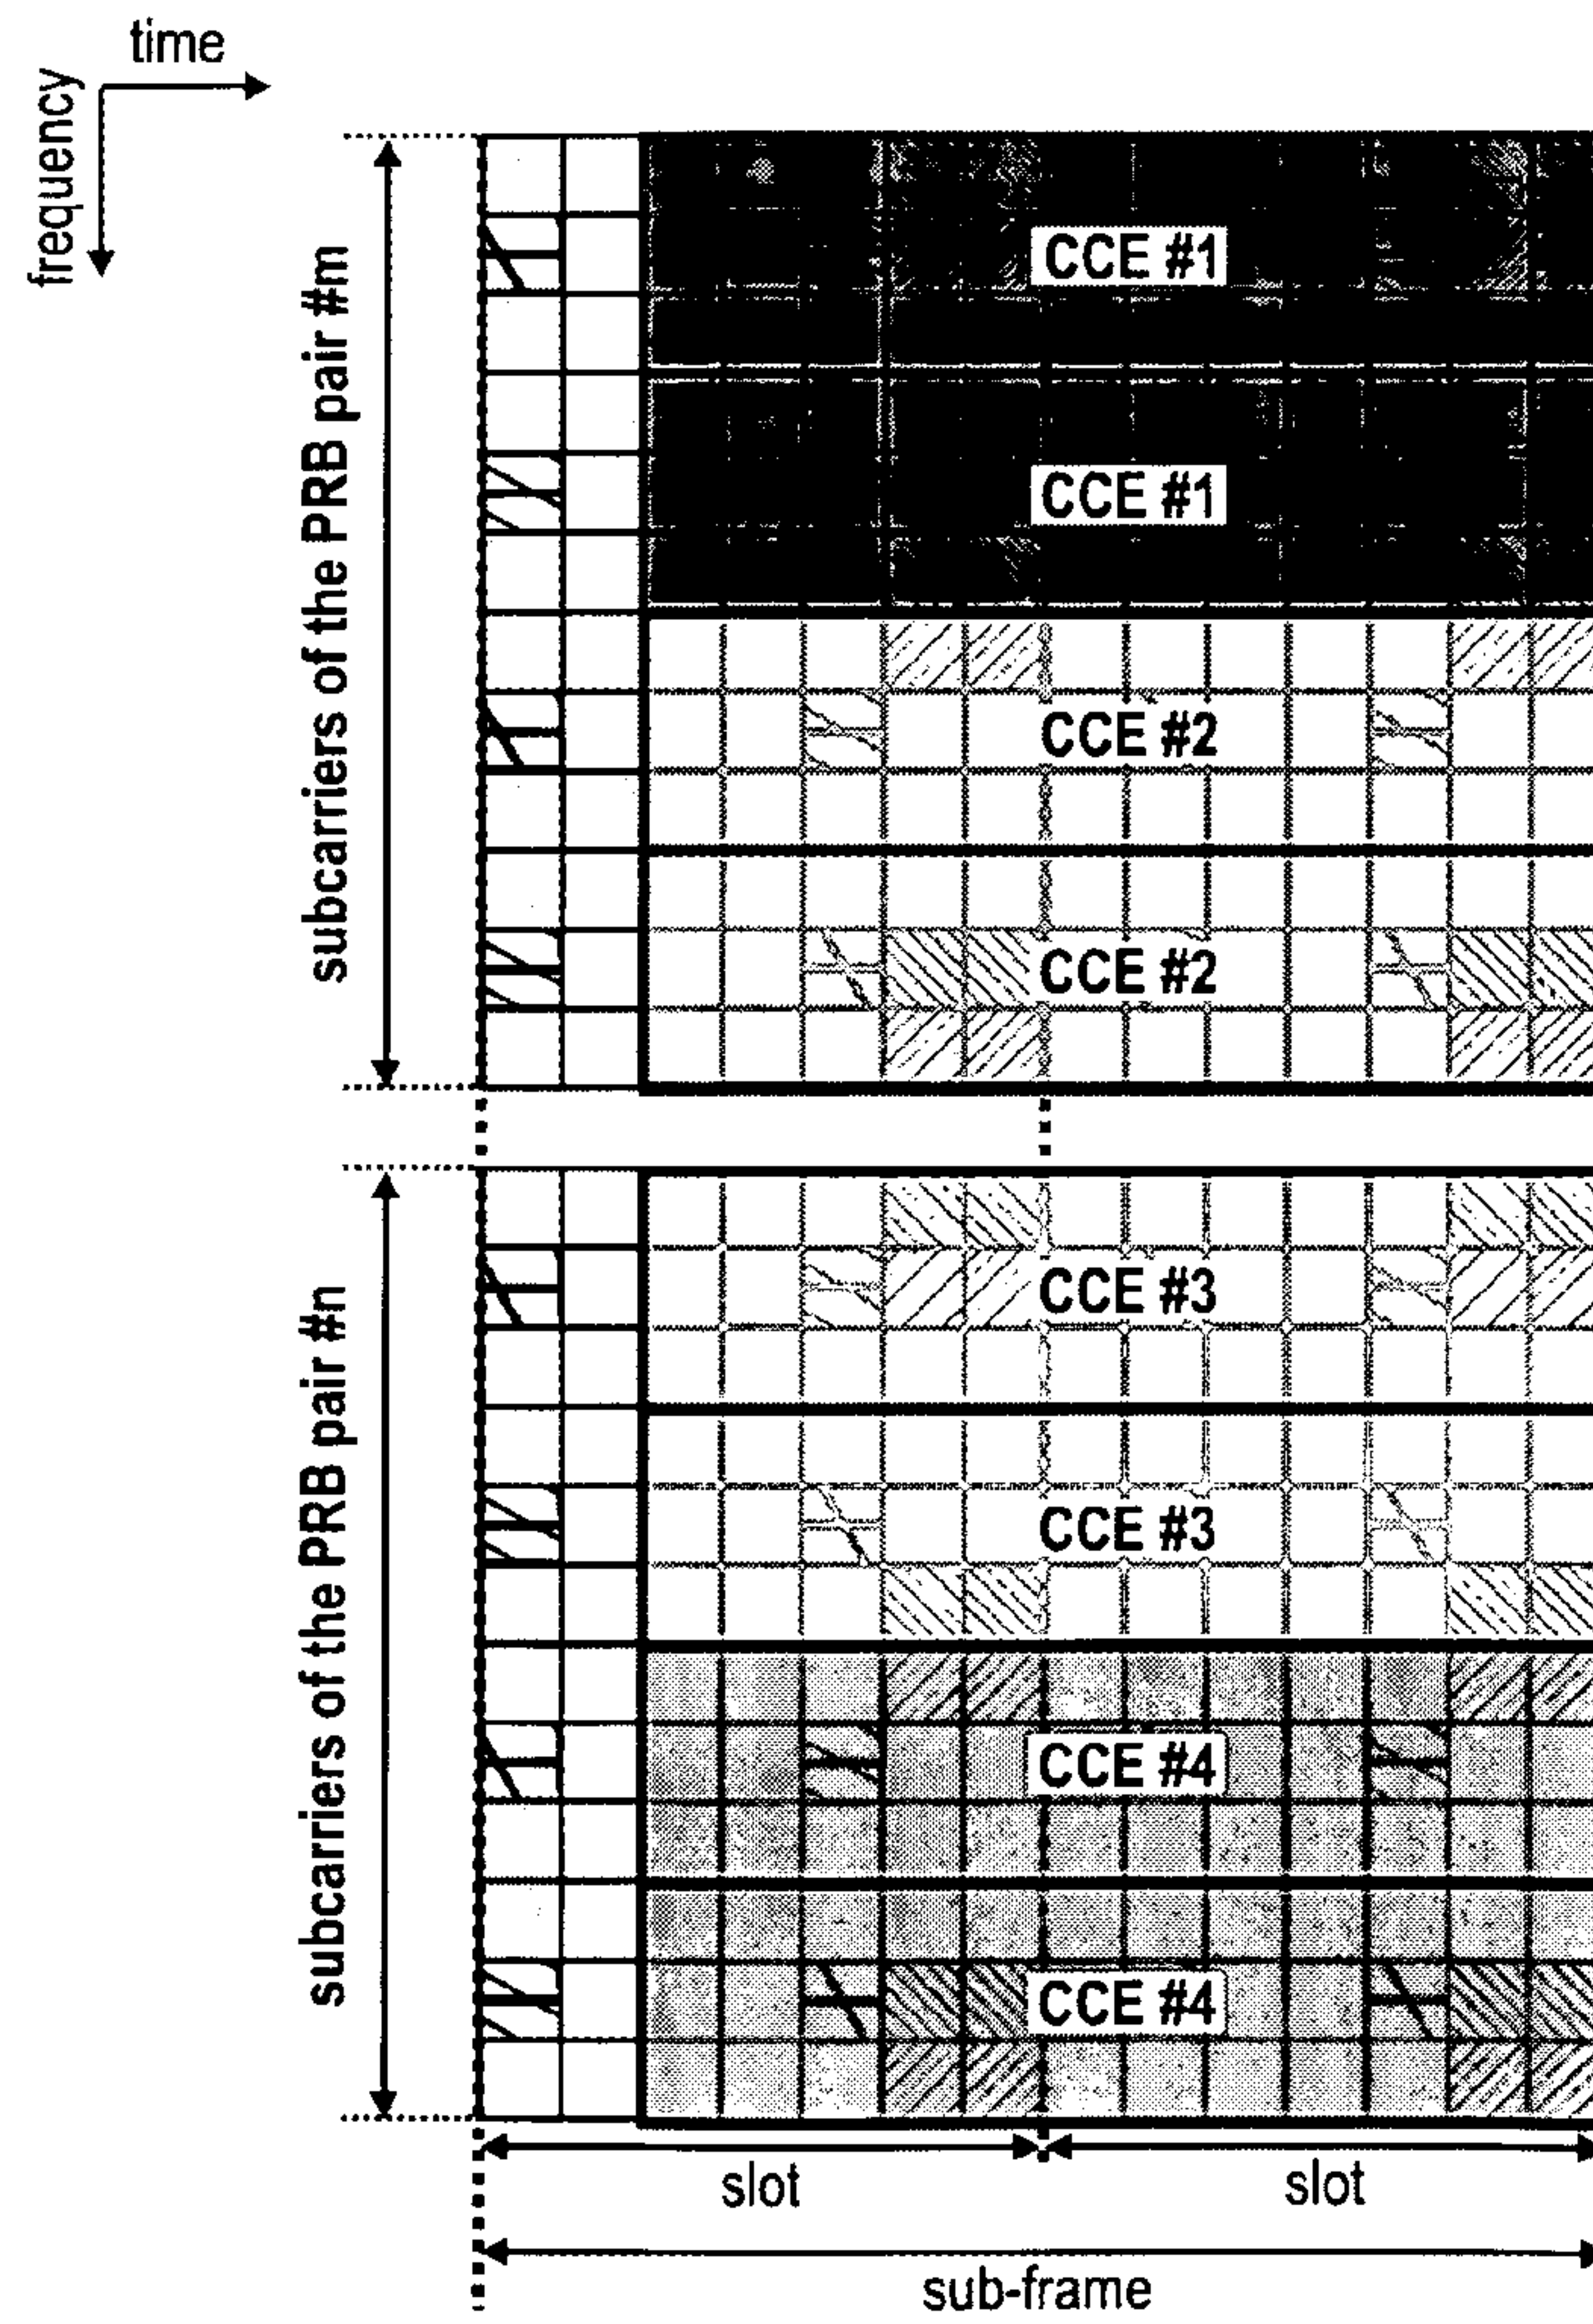 time
frequency
subcarriers of the PRB pair #m
CCE #1
CCE #1
CCE #2
CCE #2
subcarriers of the PRB pair #n
CCE #3
CCE #3
CCE #4
CCE #4
slot
slot
sub-frame